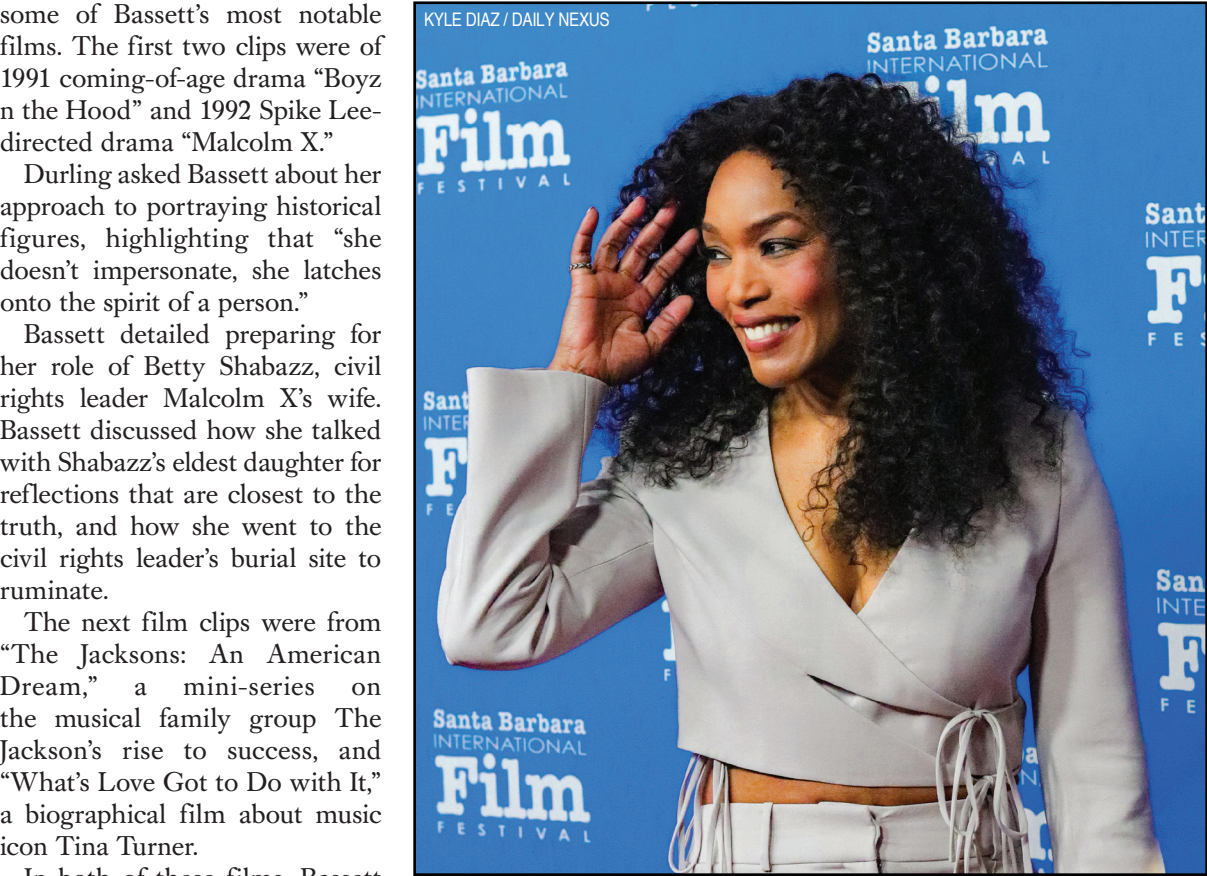 some of Bassett’s most notable
films. The first two clips were of
1991 coming-of-age drama “Boyz
n the Hood” and 1992 Spike Lee-
directed drama “Malcolm X.”
Durling asked Bassett about her
approach to portraying historical
figures, highlighting that “she
doesn’t impersonate, she latches
onto the spirit of a person.”
Bassett detailed preparing for
her role of Betty Shabazz, civil
rights leader Malcolm X’s wife.
Bassett discussed how she talked
with Shabazz’s eldest daughter for
reflections that are closest to the
truth, and how she went to the
civil rights leader’s burial site to
ruminate.
The next film clips were from
“The Jacksons: An American
Dream,” a mini-series on
the musical family group The
Jackson’s rise to success, and
“What’s Love Got to Do with It,”
a biographical film about music
icon Tina Turner.
In both of these films, Bassett
KYLE DIAZ / DAILY NEXUS
Santa Barbara
INTERNATIONAL
Film
FESTIVAL
Santa Barbara
INTERNATIONAL
Film
Santa Barbara
INTERNATIONAL
Film
FESTIVAL